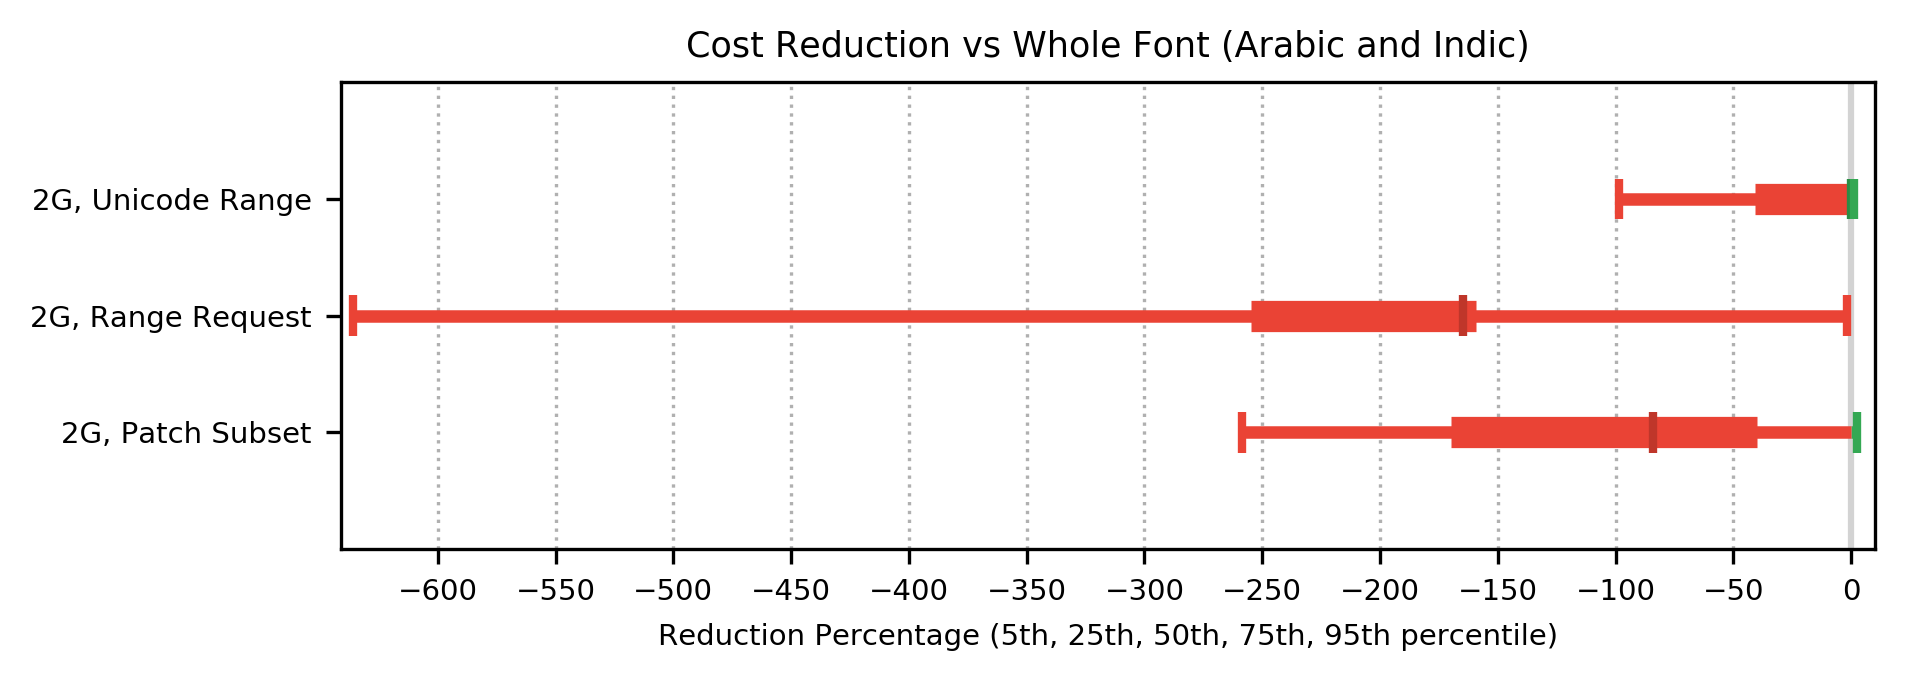 Cost Reduction vs Whole Font (Arabic and Indic)
2G, Unicode Range
2G, Range Request
2G, Patch Subset
−600 −550 −500 −450 −400 −350 −300 −250 −200 −150 −100 −50 0
Reduction Percentage (5th, 25th, 50th, 75th, 95th percentile)